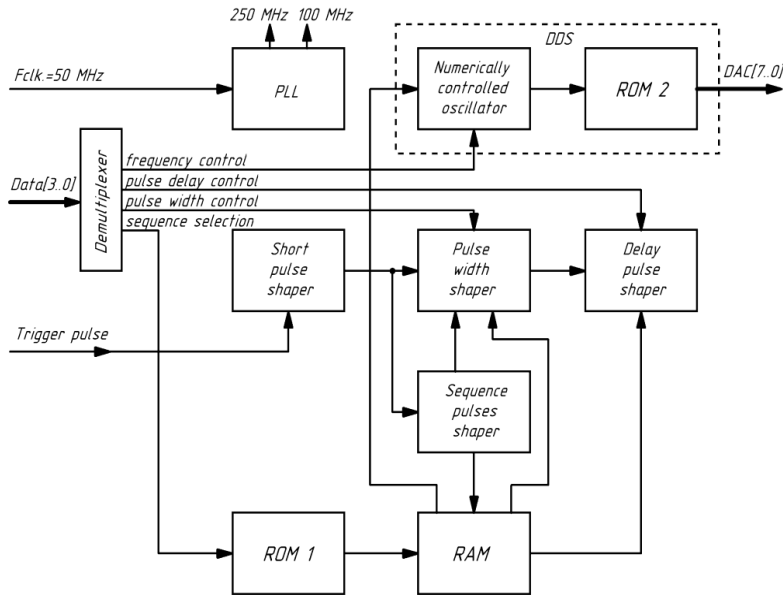 250 MHz 100 MHz
DDS
Fclk.=50 MHz
PLL
Numerically
controlled
oscillator
ROM 2
DAC[7..0]
Data[3..0]
Demultiplexer
frequency control
pulse delay control
pulse width control
sequence selection
Short
pulse
shaper
Pulse
width
shaper
Delay
pulse
shaper
Trigger pulse
Sequence
pulses
shaper
ROM 1
RAM